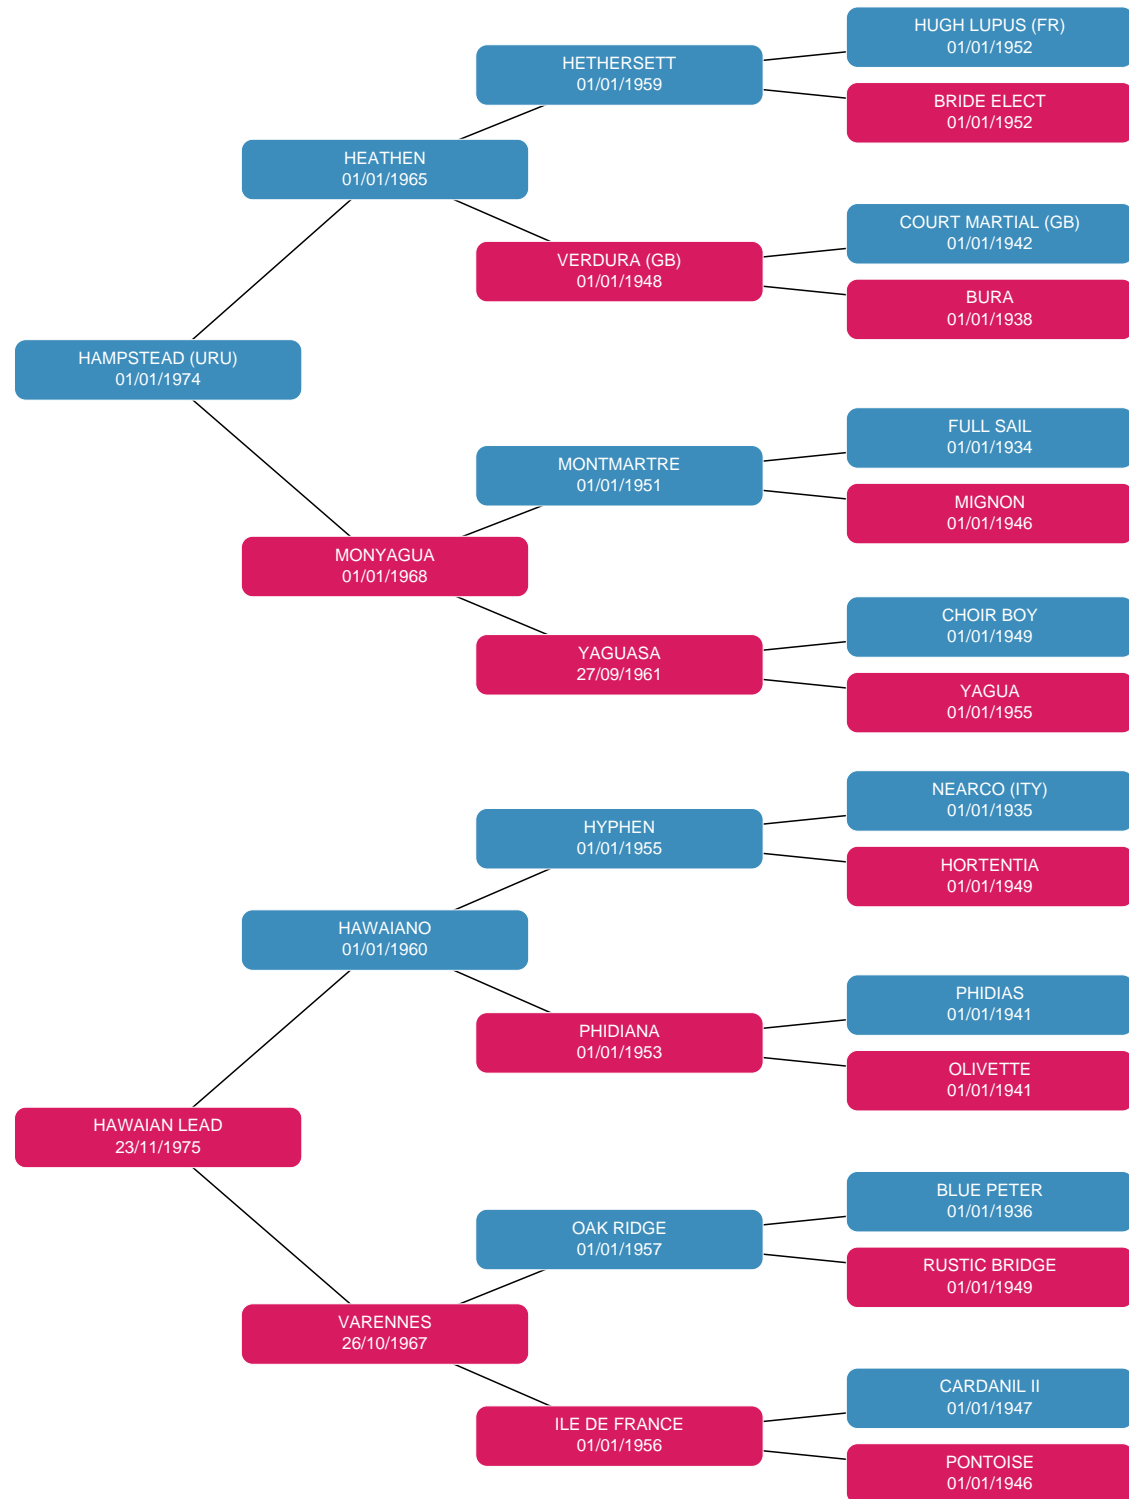 HUGH LUPUS (FR)
01/01/1952
HETHERSETT
01/01/1959
BRIDE ELECT
01/01/1952
HEATHEN
01/01/1965
COURT MARTIAL (GB)
01/01/1942
VERDURA (GB)
01/01/1948
BURA
01/01/1938
HAMPSTEAD (URU)
01/01/1974
FULL SAIL
01/01/1934
MONTMARTRE
01/01/1951
MIGNON
01/01/1946
MONYAGUA
01/01/1968
CHOIR BOY
01/01/1949
YAGUASA
27/09/1961
YAGUA
01/01/1955
NEARCO (ITY)
01/01/1935
HYPHEN
01/01/1955
HORTENTIA
01/01/1949
HAWAIANO
01/01/1960
PHIDIAS
01/01/1941
PHIDIANA
01/01/1953
OLIVETTE
01/01/1941
HAWAIAN LEAD
23/11/1975
BLUE PETER
01/01/1936
OAK RIDGE
01/01/1957
RUSTIC BRIDGE
01/01/1949
VARENNES
26/10/1967
CARDANIL II
01/01/1947
ILE DE FRANCE
01/01/1956
PONTOISE
01/01/1946